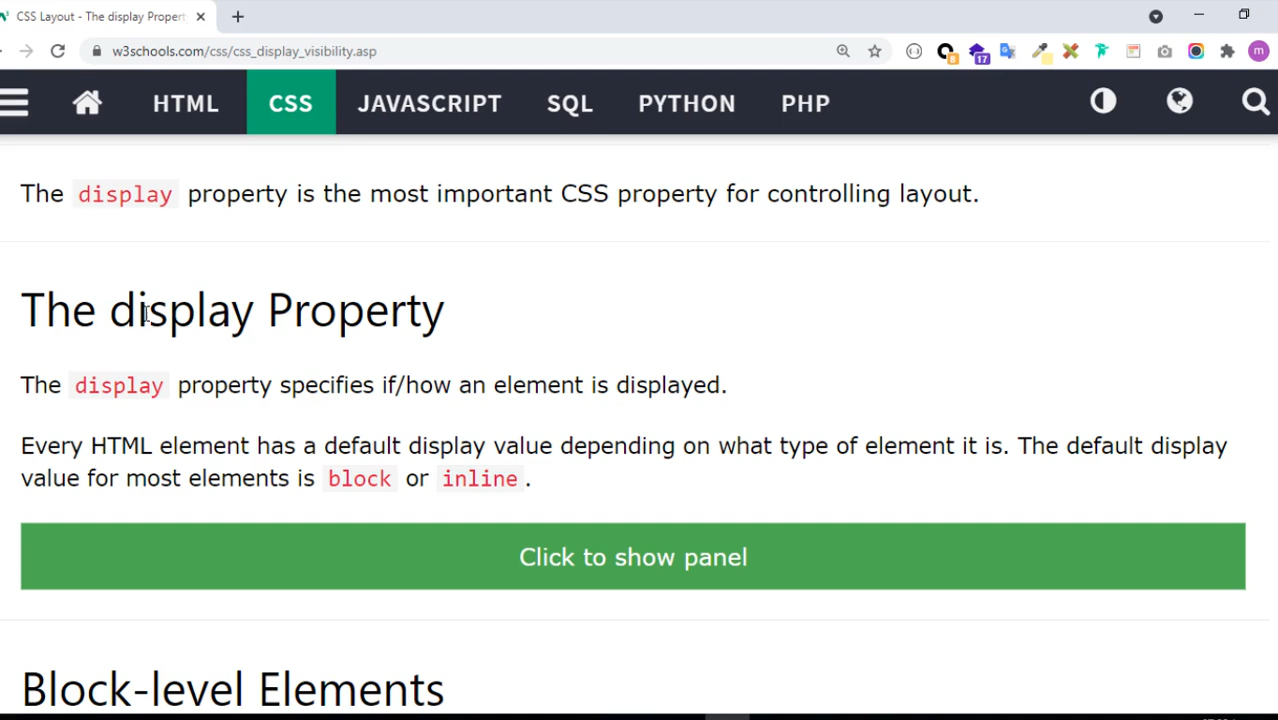 CSS Layout - The display Propert
w3schools.com/css/css_display_visibility.asp
8
17
m
HTML CSS JAVASCRIPT SQL PYTHON PHP
The display property is the most important CSS property for controlling layout.
The display Property
The display property specifies if/how an element is displayed.
Every HTML element has a default display value depending on what type of element it is. The default display
value for most elements is block or inline.
Click to show panel
Block-level Elements